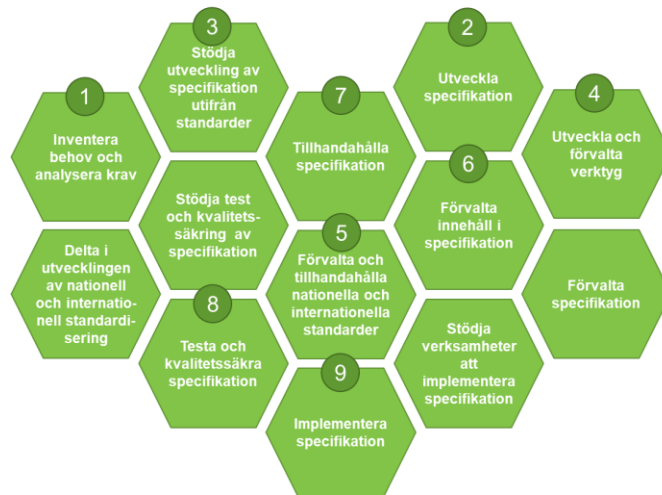 3
Stödja
utveckling av
specifikation
utifrån
standarder
2
Utveckla
specifikation
1
Inventera
behov och
analysera krav
7
Tillhandahålla
specifikation
4
Utveckla och
förvalta
verktyg
Stödja test
och kvalitets-
säkring av
specifikation
6
Förvalta
innehåll i
specifikation
Delta i
utvecklingen
av nationell
och internatio-
nell standardi-
sering
5
Förvalta och
tillhandahålla
nationella och
internationella
standarder
Förvalta
specifikation
8
Testa och
kvalitetssäkra
specifikation
Stödja
verksamheter
att
implementera
specifikation
9
Implementera
specifikation